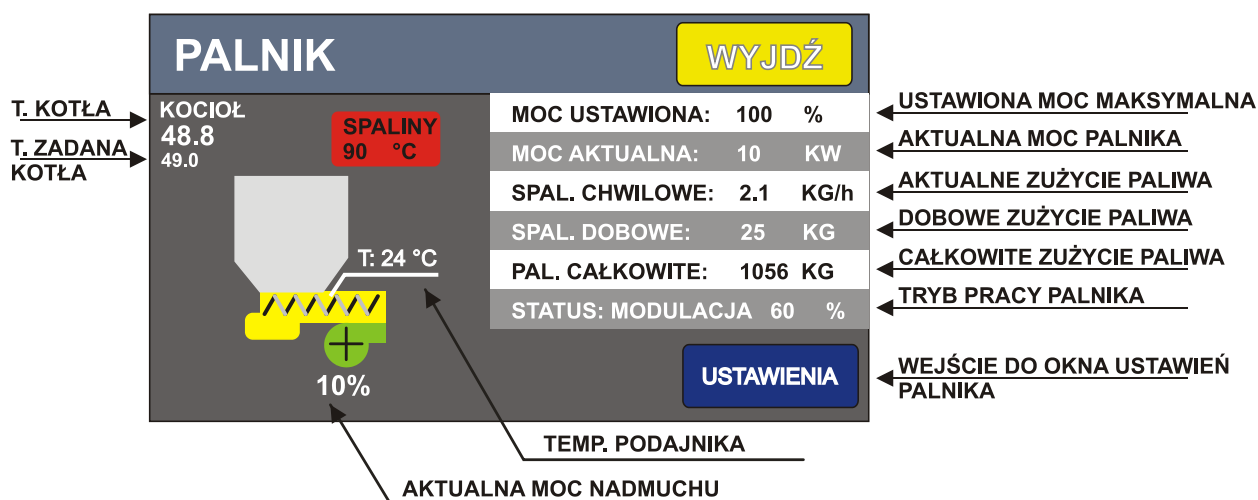 PALNIK
WYJDŹ
T. KOTŁA
T. ZADANA
KOTŁA
KOCIOŁ
48.8
49.0
SPALINY
90 °C
T: 24 °C
10%
MOC USTAWIONA: 100 %
MOC AKTUALNA: 10 KW
SPAL. CHWILOWE: 2.1 KG/h
SPAL. DOBOWE: 25 KG
PAL. CAŁKOWITE: 1056 KG
STATUS: MODULACJA 60 %
USTAWIENIA
USTAWIONA MOC MAKSYMALNA
AKTUALNA MOC PALNIKA
AKTUALNE ZUŻYCIE PALIWA
DOBOWE ZUŻYCIE PALIWA
CAŁKOWITE ZUŻYCIE PALIWA
TRYB PRACY PALNIKA
WEJŚCIE DO OKNA USTAWIEŃ
PALNIKA
TEMP. PODAJNIKA
AKTUALNA MOC NADMUCHU